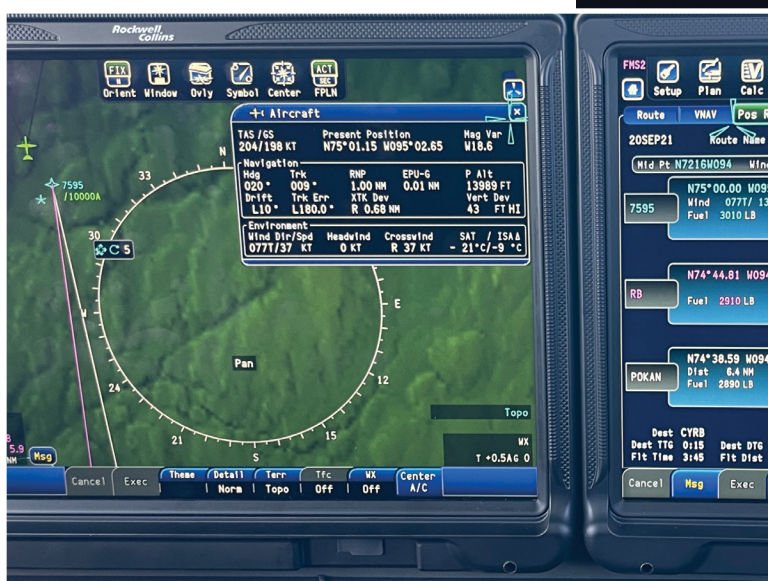 Rockwell
Collins
FIX
N
ACT
SEC
Orient Window Ovly Symbol Center FPLN
Aircraft
TAS/GS Present Position Mag Var
204/198 KT N75°01.15 W095°02.65 W18.6
Navigation
Hdg Trk RNP EPU-G P Alt
020° 009° 1.00 NM 0.01 NM 13989 FT
Drift Trk Err XTK Dev Vert Dev
L10° L180.0° R 0.68 NM 43 FT HI
Environment
Wind Dir/Spd Headwind Crosswind SAT / ISA∆
077T/37 KT 0 KT R 37 KT - 21°C/-9 °C
N
33
30
W
24
21
S
15
12
E
7595
/10000A
C 5
Pan
Topo
WX
T +0.5A G 0
5.9
NM
Msg
Cancel Exec
Theme Detail Terr Tfc WX Center
Norm Topo Off Off A/C
FMS2
Setup Plan Calc
Route VNAV Pos R
20SEP21 Route Name
Mid Pt N7216W094 Win
7595
N75°00.00 W09
Wind 077T/ 13
Fuel 3010 LB
RB
N74°44.81 W094
Fuel 2910 LB
POKAN
N74°38.59 W094
Dist 6.4 NM
Fuel 2890 LB
Dest CYRB
Dest TTG 0:15 Dest DTG
Flt Time 3:45 Flt Dist
Cancel Msg Exec